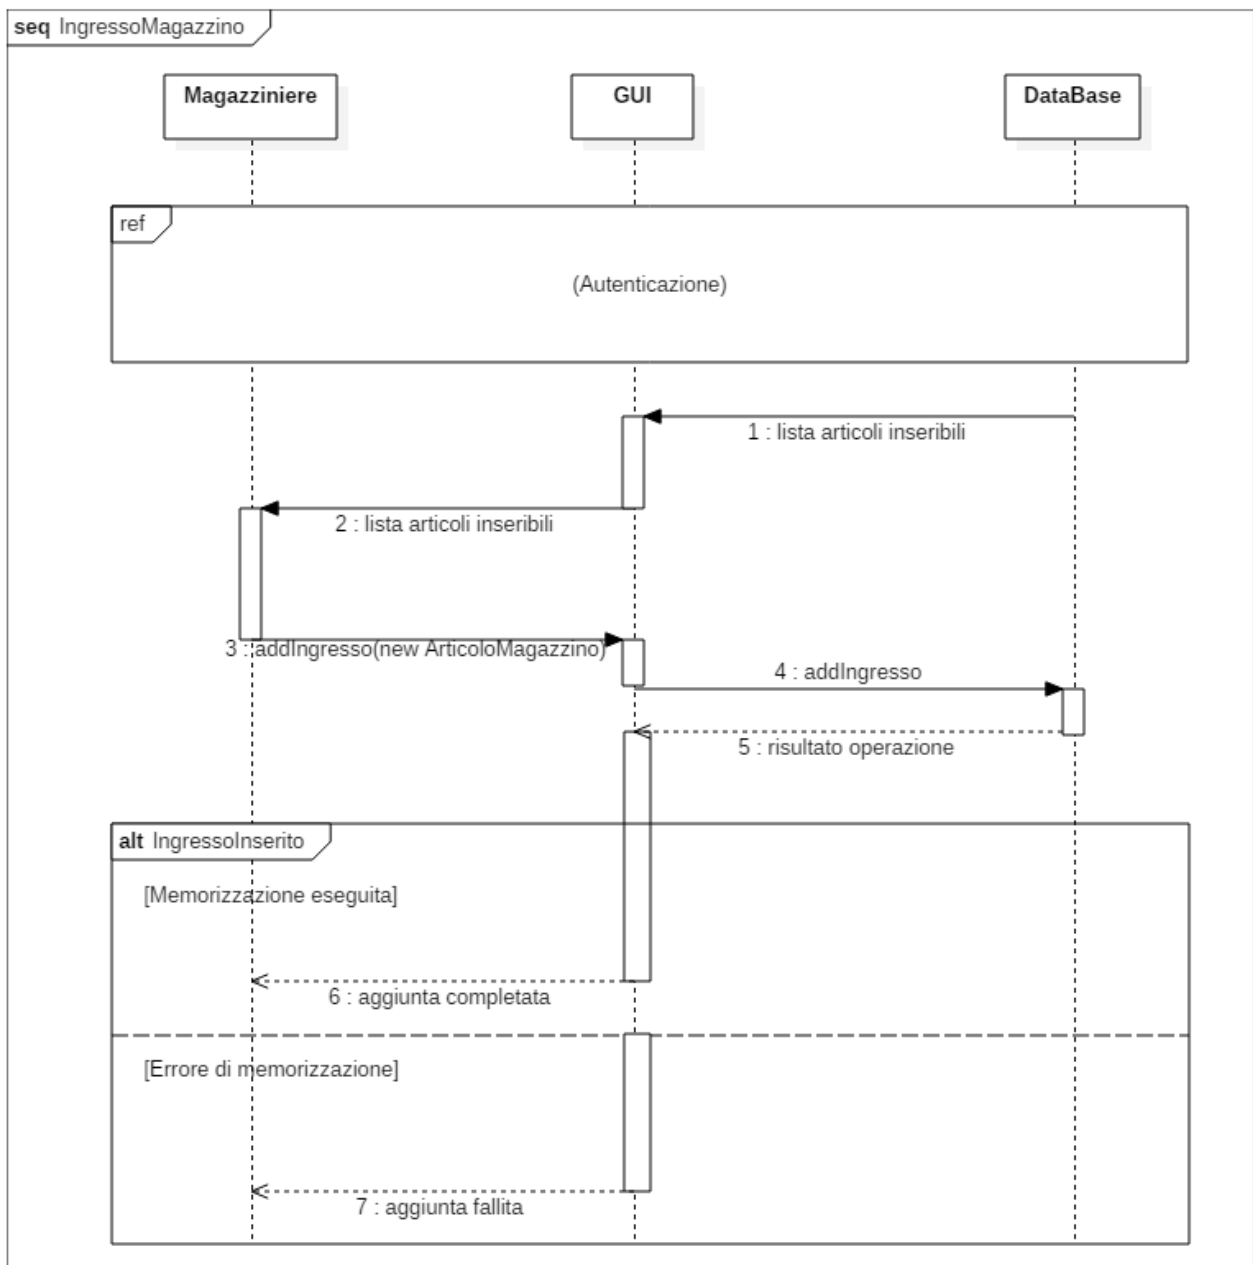 seq IngressoMagazzino
Magazziniere
GUI
DataBase
ref
(Autenticazione)
1 : lista articoli inseribili
2 : lista articoli inseribili
3 : addIngresso(new ArticoloMagazzino)
4 : addIngresso
5 : risultato operazione
alt IngressoInserito
[Memorizzazione eseguita]
6 : aggiunta completata
[Errore di memorizzazione]
7 : aggiunta fallita